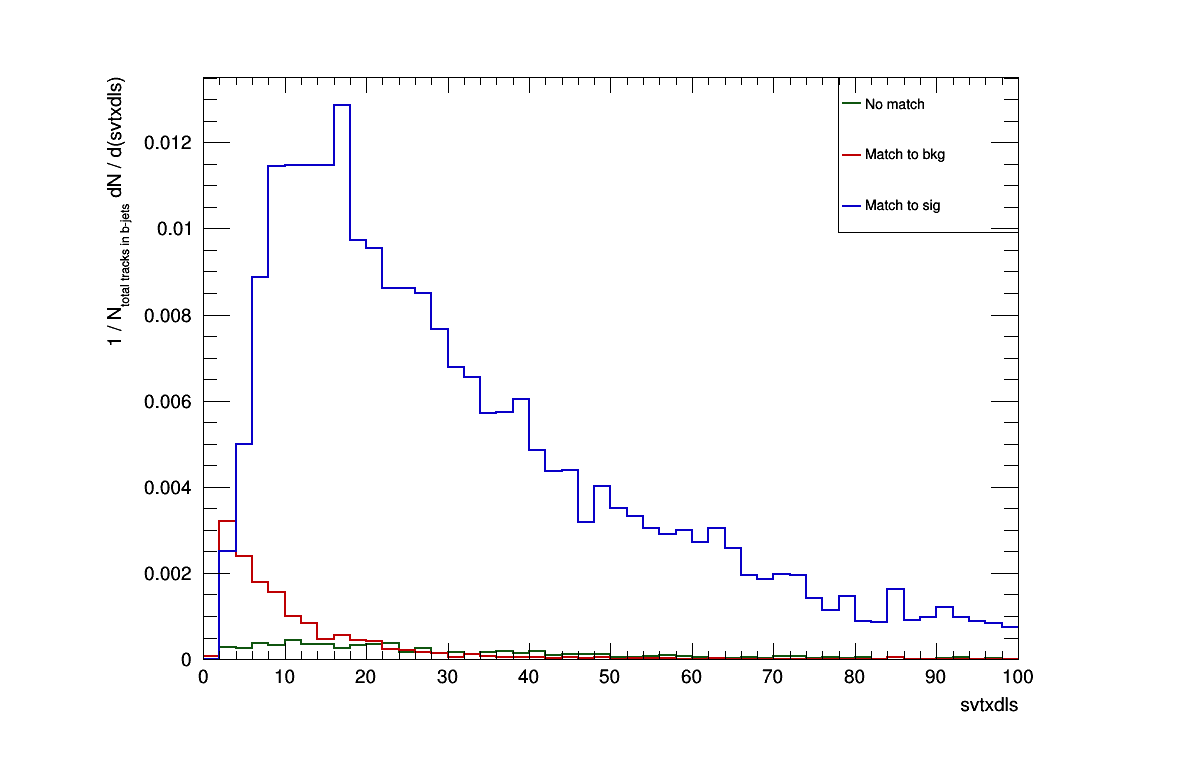 1 / N total tracks in b-jets dN / d(svtxdls)
0.012
0.01
0.008
0.006
0.004
0.002
0
No match
Match to bkg
Match to sig
0 10 20 30 40 50 60 70 80 90 100
svtxdls